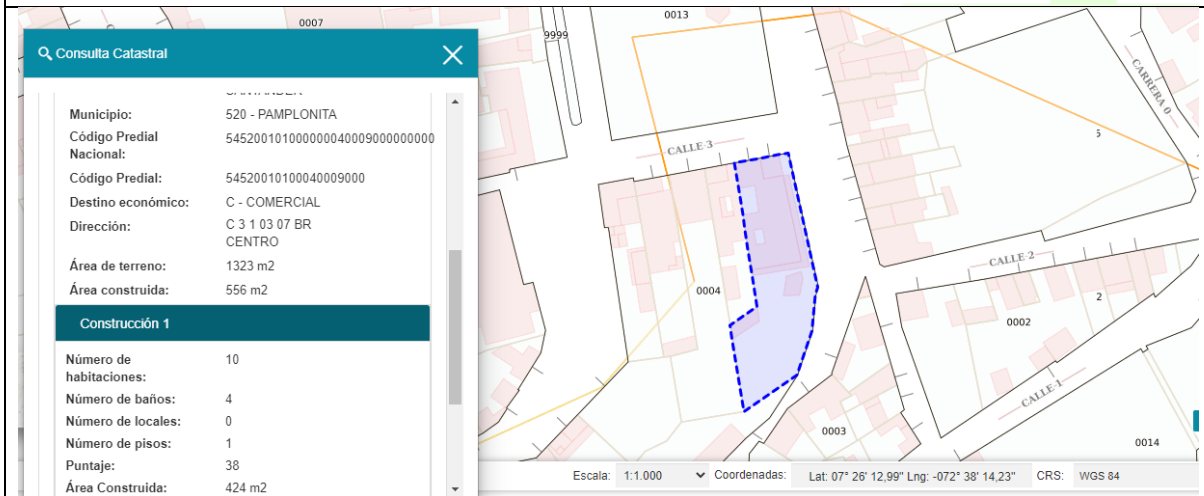 Consulta Catastral
Municipio: 520 - PAMPLONITA
Código Predial Nacional: 545200101000000040009000000000
Código Predial: 54520010100040009000
Destino económico: C - COMERCIAL
Dirección: C 3 1 03 07 BR
CENTRO
Área de terreno: 1323 m2
Área construida: 556 m2
Construcción 1
Número de habitaciones: 10
Número de baños: 4
Número de locales: 0
Número de pisos: 1
Puntaje: 38
Área Construida: 424 m2
0007
9999
0013
CARRERA 0
5
CALLE 3
CALLE 2
0004
2
0002
CALLE 1
0003
0014
Escala: 1:1.000 Coordenadas: Lat: 07° 26' 12,99" Lng: -072° 38' 14,23" CRS: WGS 84